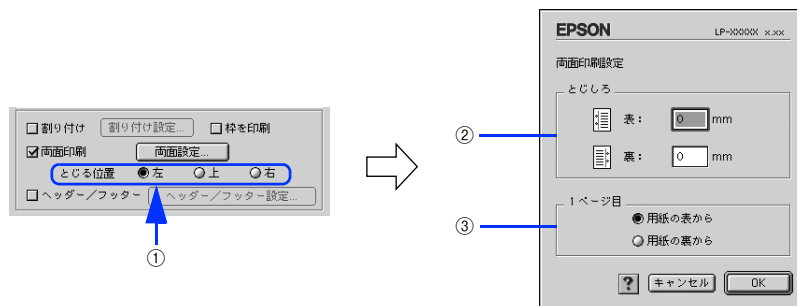 割り付け 割り付け設定... 枠を印刷
両面印刷 両面設定...
とじる位置 左 上 右
ヘッダー/フッター ヘッダー/フッター設定...
①
EPSON LP-XXXXX x.xx
両面印刷設定
とじしろ
② 表： 0 mm
裏： 0 mm
1ページ目
③ 用紙の表から
用紙の裏から
? キャンセル OK